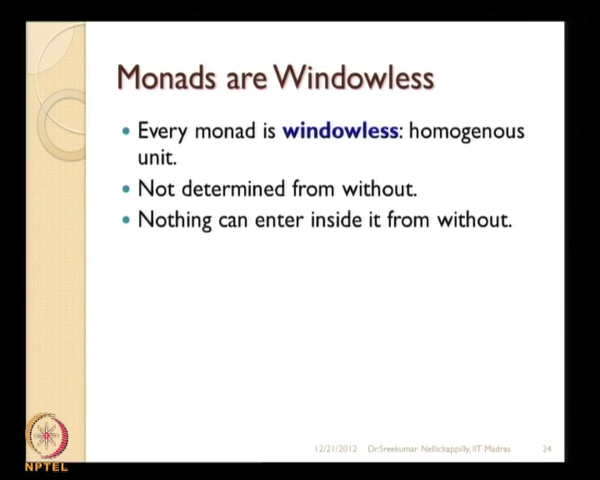 Monads are Windowless
• Every monad is windowless: homogenous
unit.
• Not determined from without.
• Nothing can enter inside it from without.
12/21/2012 Dr.Sreekumar Nellickappilly, IIT Madras 24
NPTEL